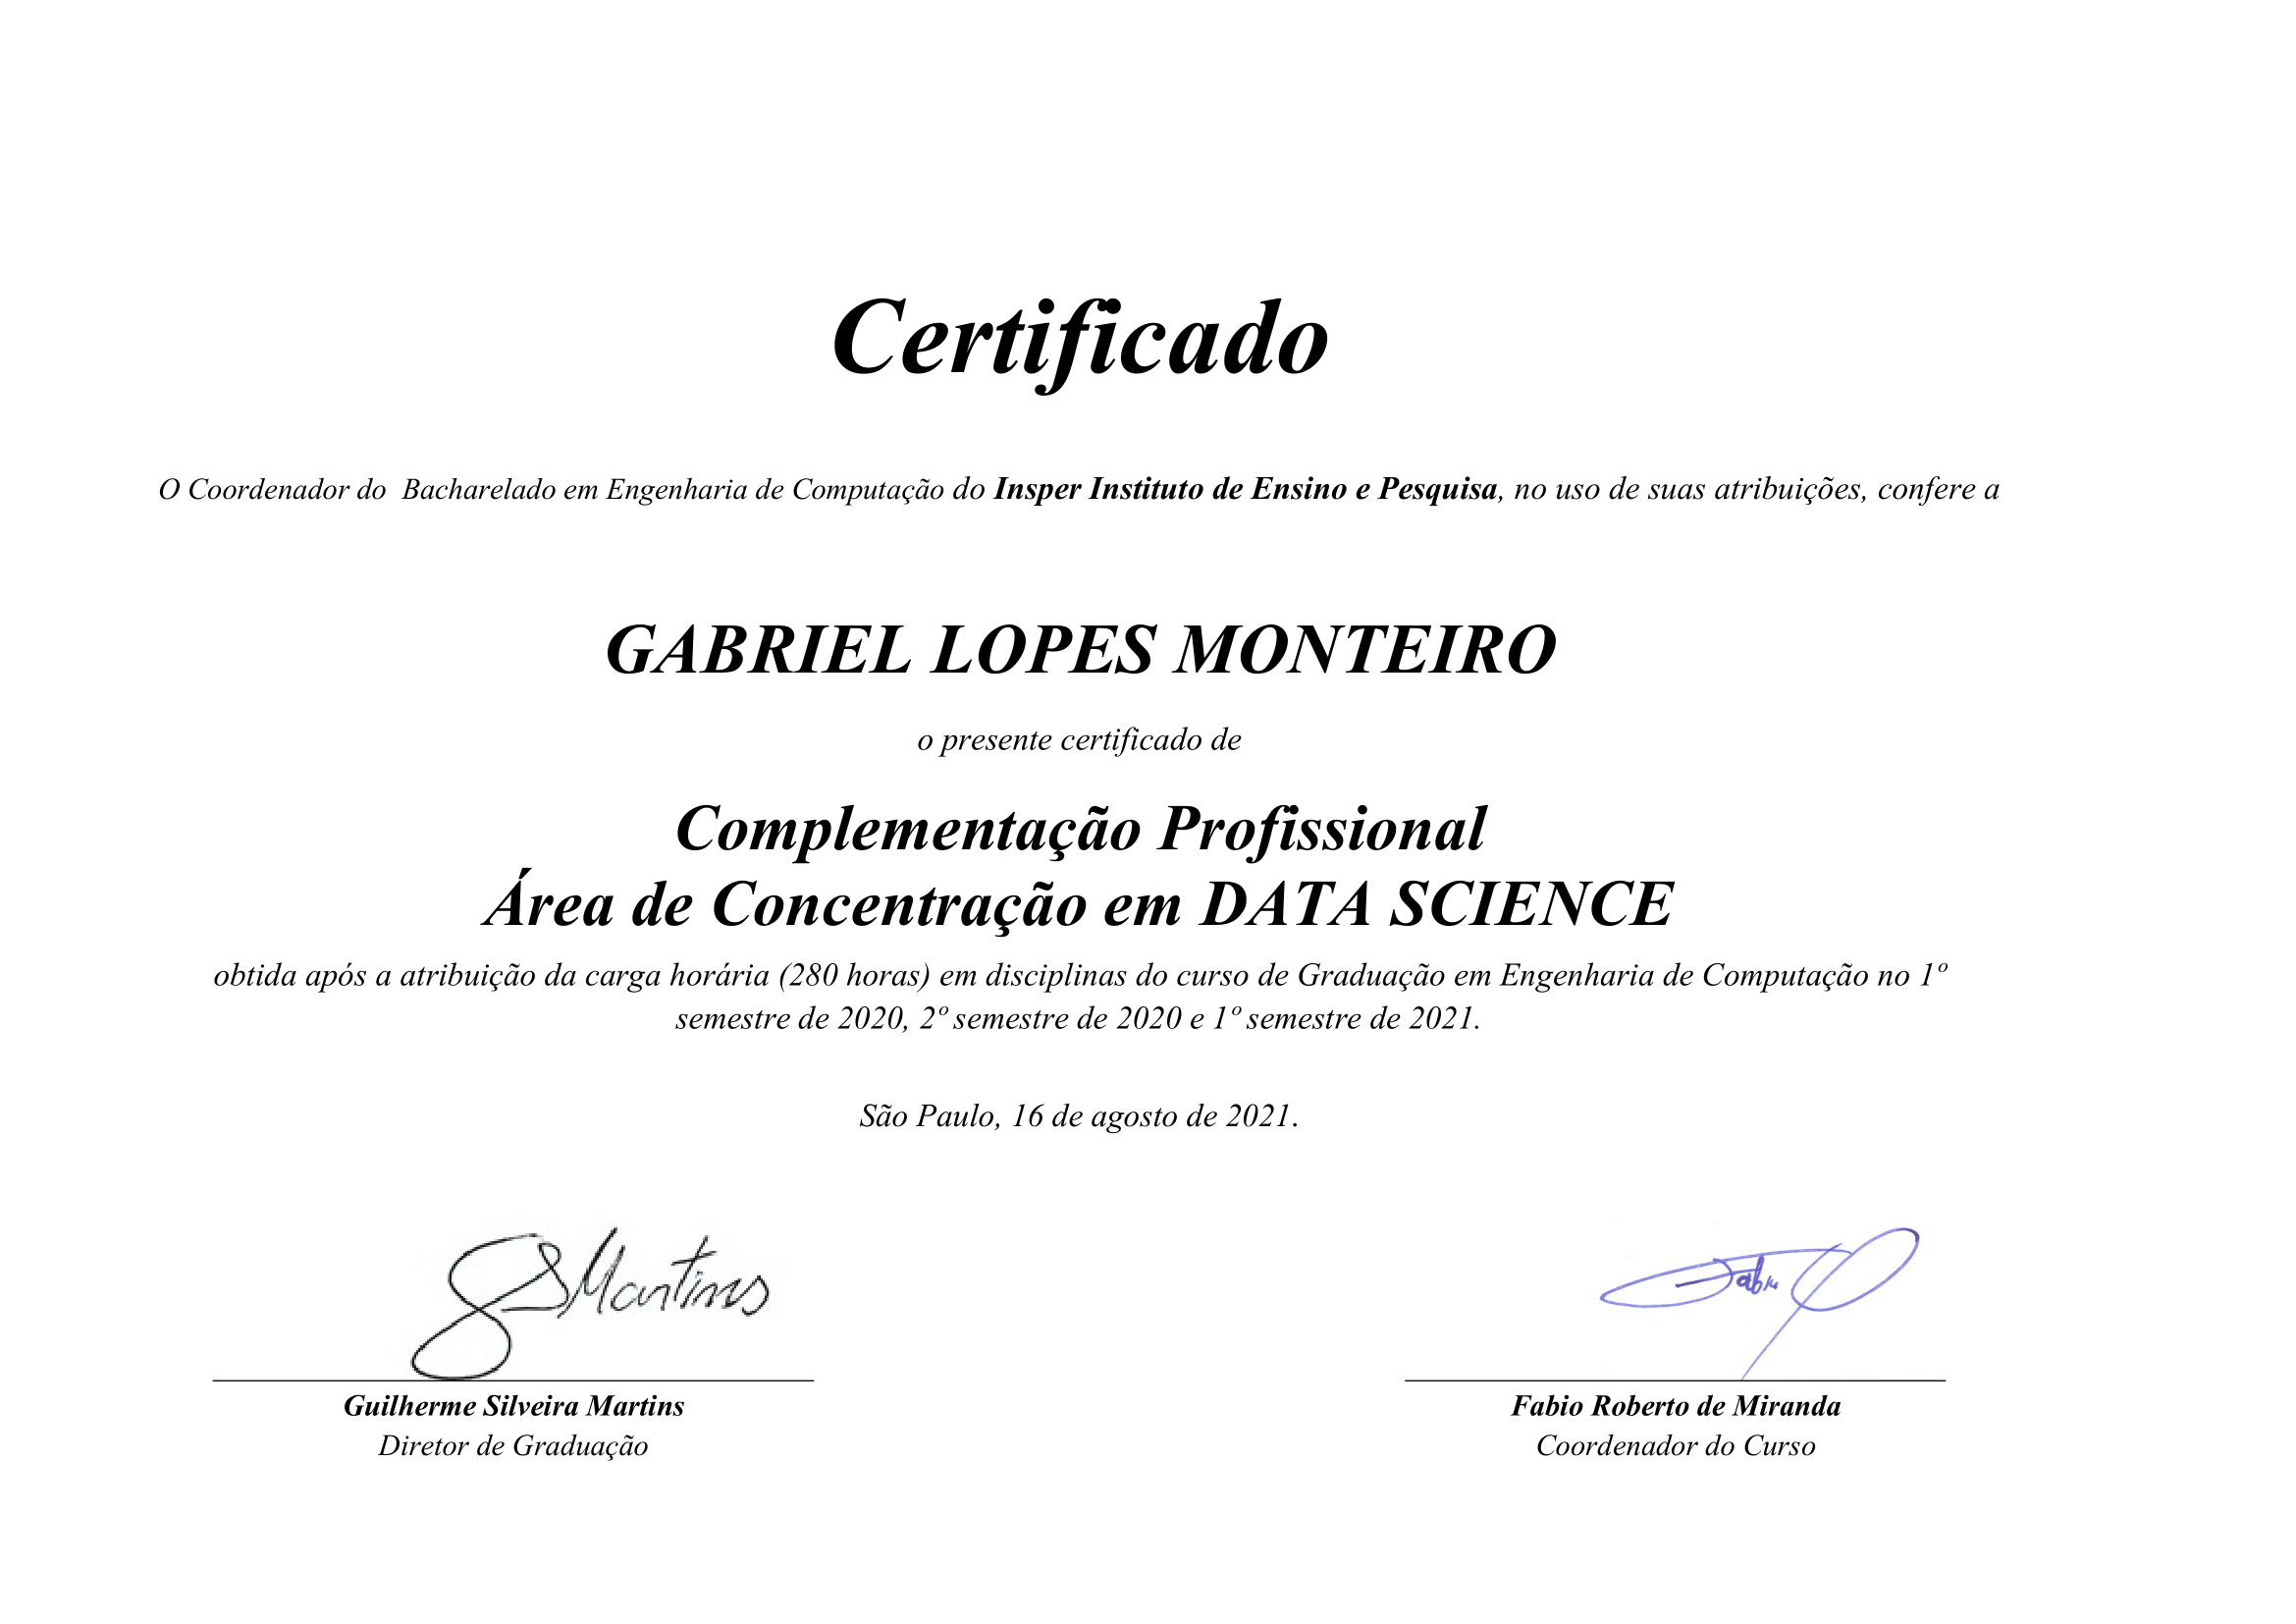 Certificado
O Coordenador do  Bacharelado em Engenharia de Computação do Insper Instituto de Ensino e Pesquisa, no uso de suas atribuições, confere a
GABRIEL LOPES MONTEIRO
o presente certificado de
Complementação Profissional
Área de Concentração em DATA SCIENCE
obtida após a atribuição da carga horária (280 horas) em disciplinas do curso de Graduação em Engenharia de Computação no 1º
semestre de 2020, 2º semestre de 2020 e 1º semestre de 2021.
São Paulo, 16 de agosto de 2021.
GSMartins
Guilherme Silveira Martins
Diretor de Graduação
Fabio Roberto de Miranda
Coordenador do Curso